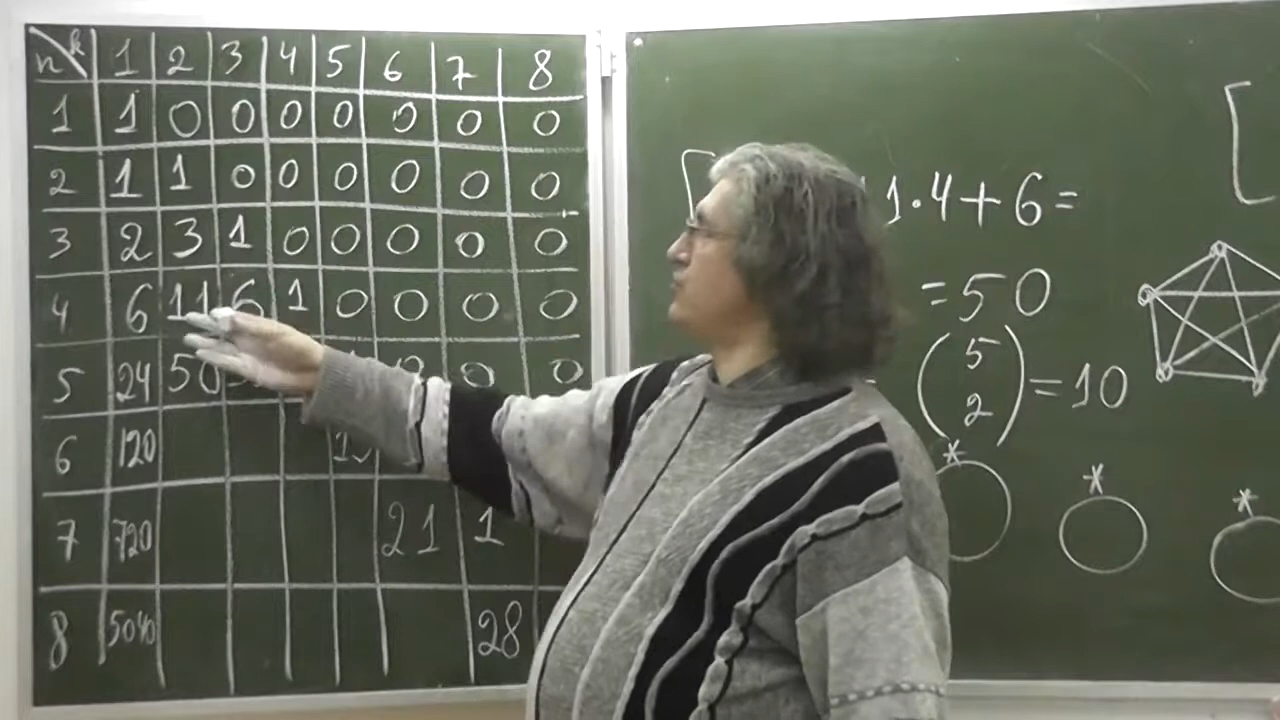 n k 1 2 3 4 5 6 7 8
1 1 0 0 0 0 0 0 0
2 1 1 0 0 0 0 0 0
3 2 3 1 0 0 0 0 0
4 6 11 6 1 0 0 0 0
5 24 50 0 0
6 120
7 720 21 1
8 5040 28
[ 1·4+6=
=50
(5 2)=10
* * *
[